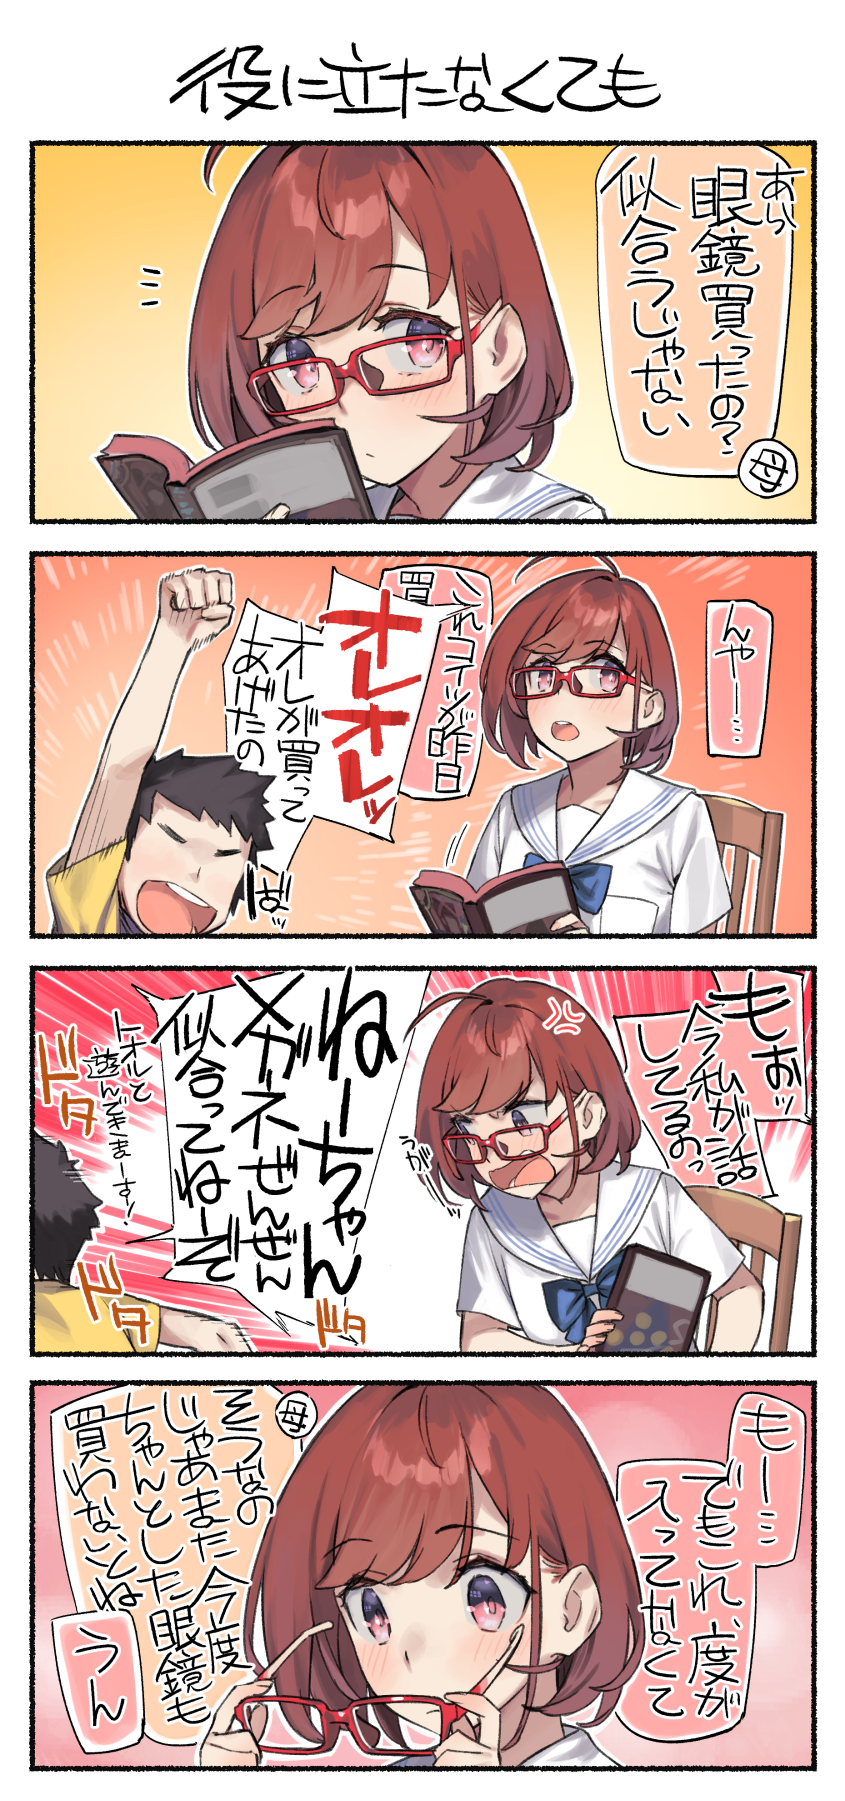 役に立たなくても
あら
眼鏡買ったの?
似合うじゃない
母
んやー…
これコイツが昨日
買
オレオレッ
オレが買って
あげたの
ばッ
もおッ
今私が話
してるのっ
うがーッ
ねーちゃん
メガネぜんぜん
似合ってねーぞ
トオルと
遊んできまーす!
ドタ
ドタ
ドタ
もー…
でもこれ、度が
入ってなくて
母
そうなの
じゃあまた今度
ちゃんとした眼鏡も
買わないとね
うん